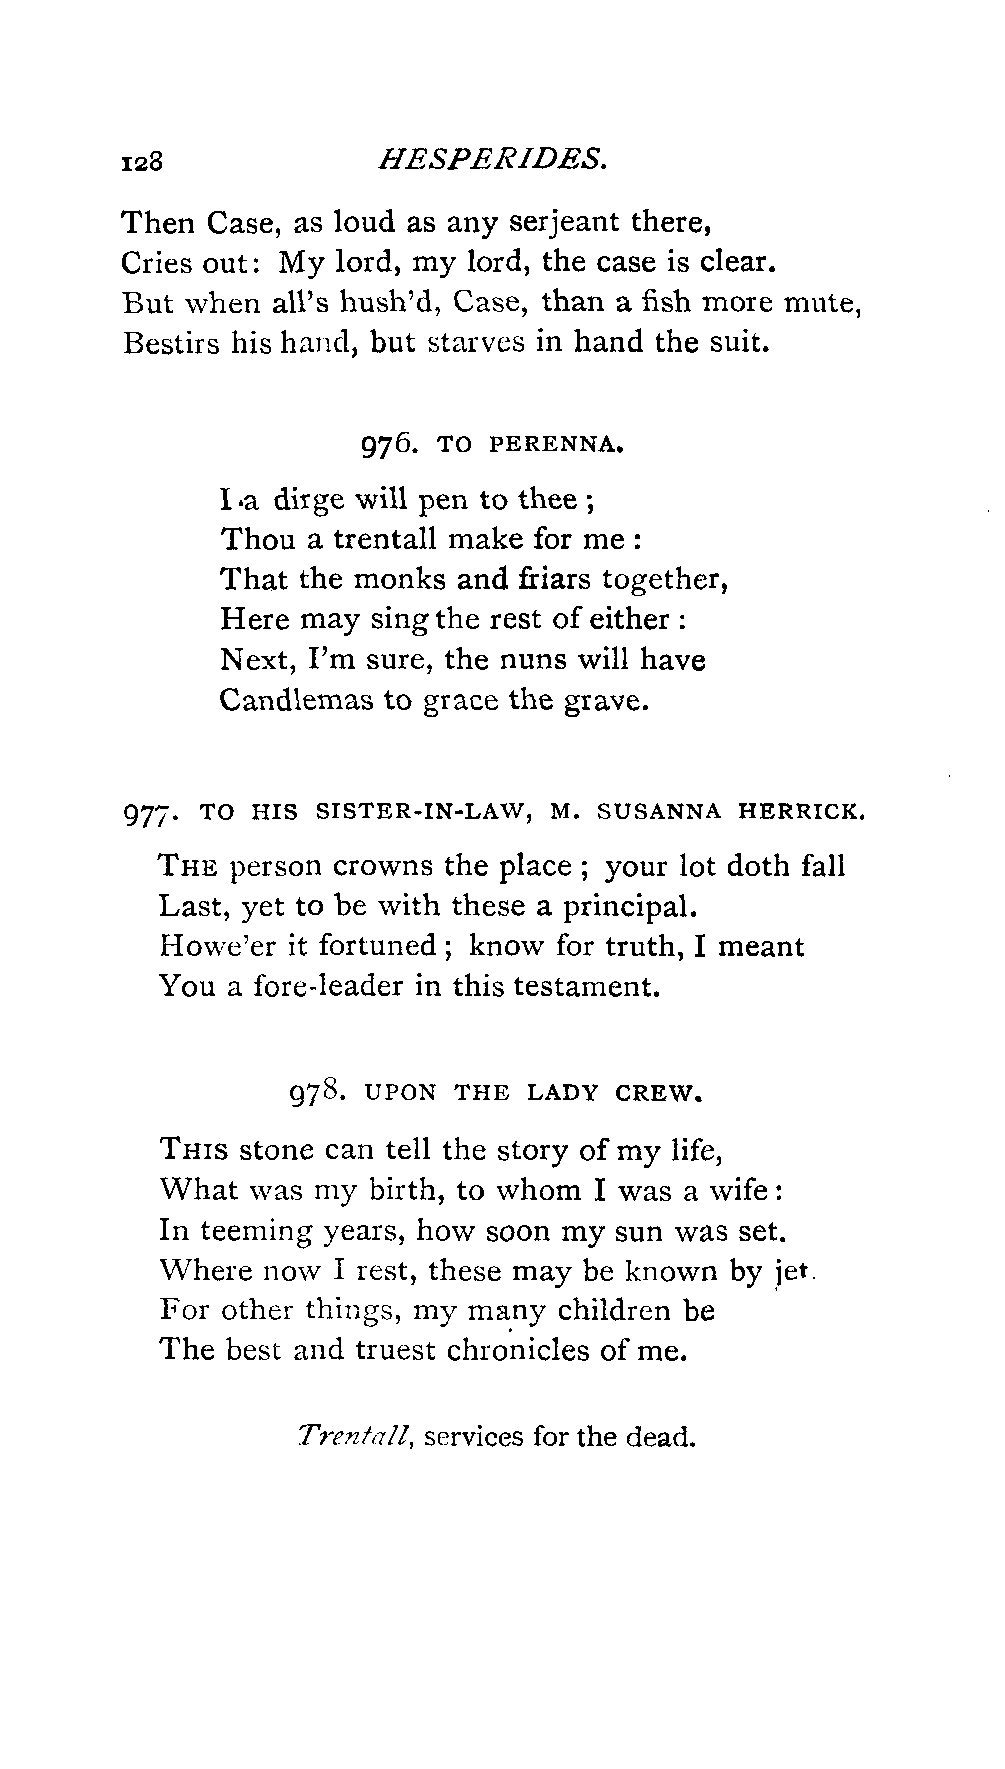 128 HESPERIDES.
Then Case, as loud as any serjeant there,
Cries out: My lord, my lord, the case is clear.
But when all's hush'd, Case, than a fish more mute,
Bestirs his hand, but starves in hand the suit.
976. TO PERENNA.
I a dirge will pen to thee ;
Thou a trentall make for me :
That the monks and friars together,
Here may sing the rest of either :
Next, I'm sure, the nuns will have
Candlemas to grace the grave.
977. TO HIS SISTER-IN-LAW, M. SUSANNA HERRICK.
THE person crowns the place ; your lot doth fall
Last, yet to be with these a principal.
Howe'er it fortuned ; know for truth, I meant
You a fore-leader in this testament.
978. UPON THE LADY CREW.
THIS stone can tell the story of my life,
What was my birth, to whom I was a wife :
In teeming years, how soon my sun was set.
Where now I rest, these may be known by jet.
For other things, my many children be
The best and truest chronicles of me.
Trentall, services for the dead.